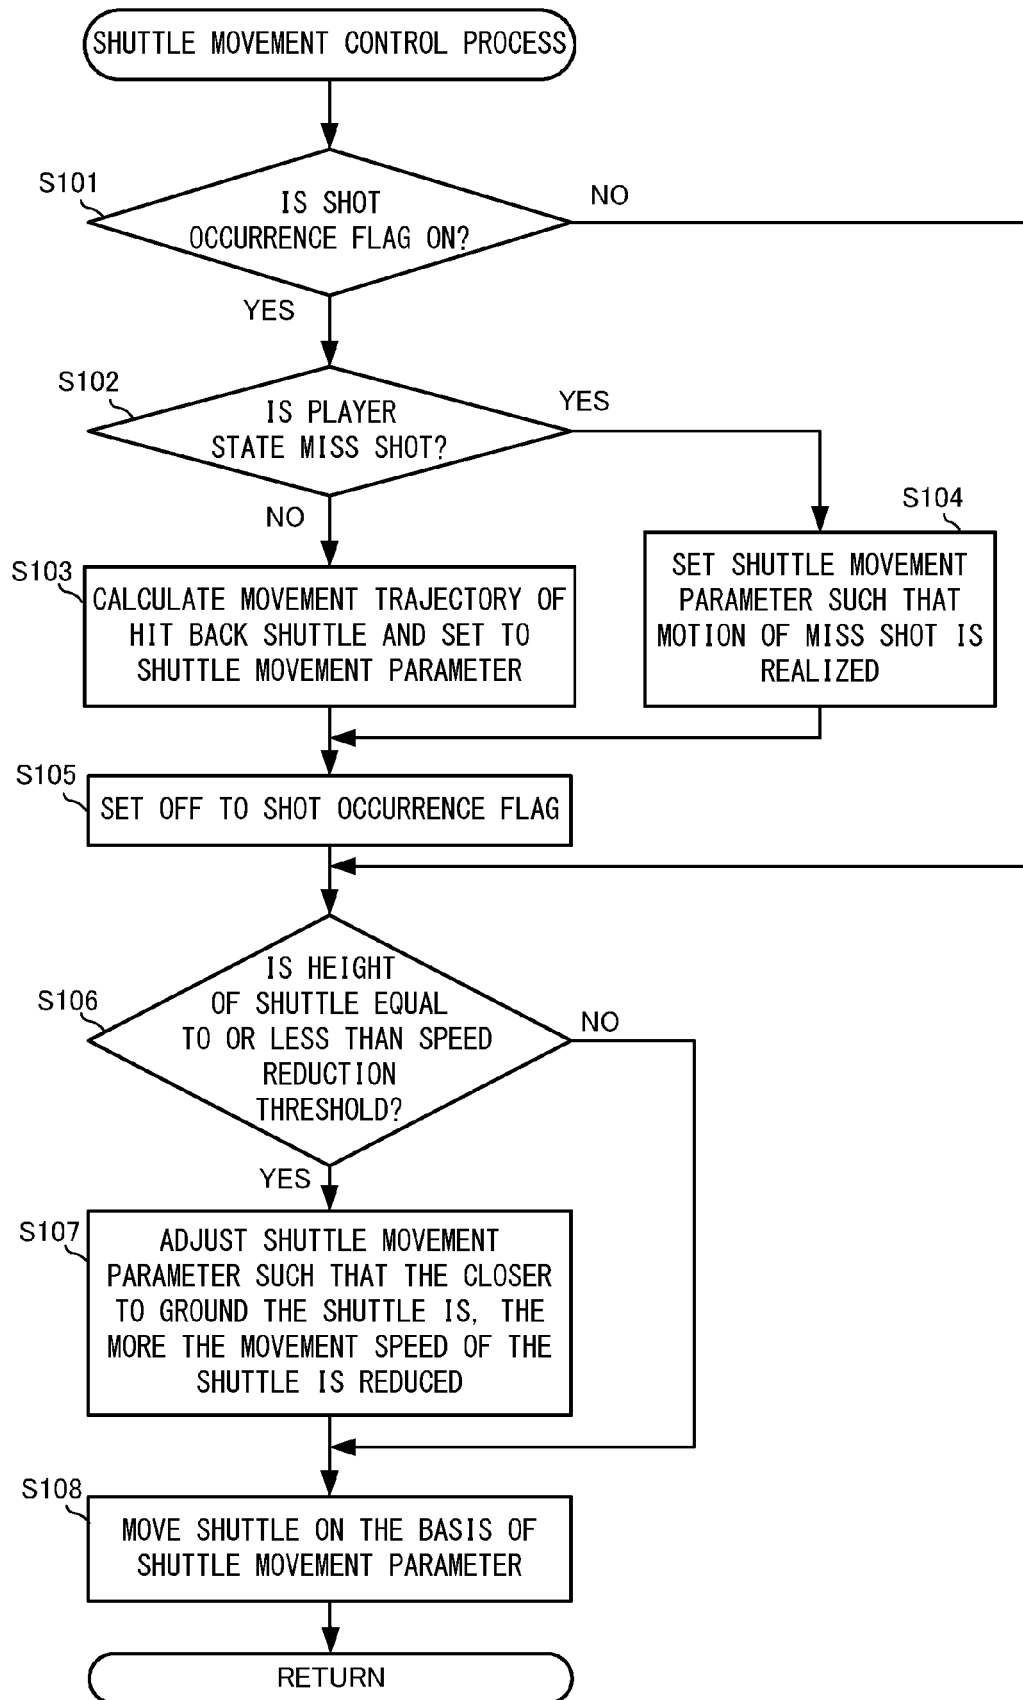 SHUTTLE MOVEMENT CONTROL PROCESS
S101
IS SHOT
OCCURRENCE FLAG ON?
NO
YES
S102
IS PLAYER
STATE MISS SHOT?
YES
NO
S103
CALCULATE MOVEMENT TRAJECTORY OF
HIT BACK SHUTTLE AND SET TO
SHUTTLE MOVEMENT PARAMETER
S104
SET SHUTTLE MOVEMENT
PARAMETER SUCH THAT
MOTION OF MISS SHOT IS
REALIZED
S105
SET OFF TO SHOT OCCURRENCE FLAG
S106
IS HEIGHT
OF SHUTTLE EQUAL
TO OR LESS THAN SPEED
REDUCTION
THRESHOLD?
NO
YES
S107
ADJUST SHUTTLE MOVEMENT
PARAMETER SUCH THAT THE CLOSER
TO GROUND THE SHUTTLE IS, THE
MORE THE MOVEMENT SPEED OF THE
SHUTTLE IS REDUCED
S108
MOVE SHUTTLE ON THE BASIS OF
SHUTTLE MOVEMENT PARAMETER
RETURN